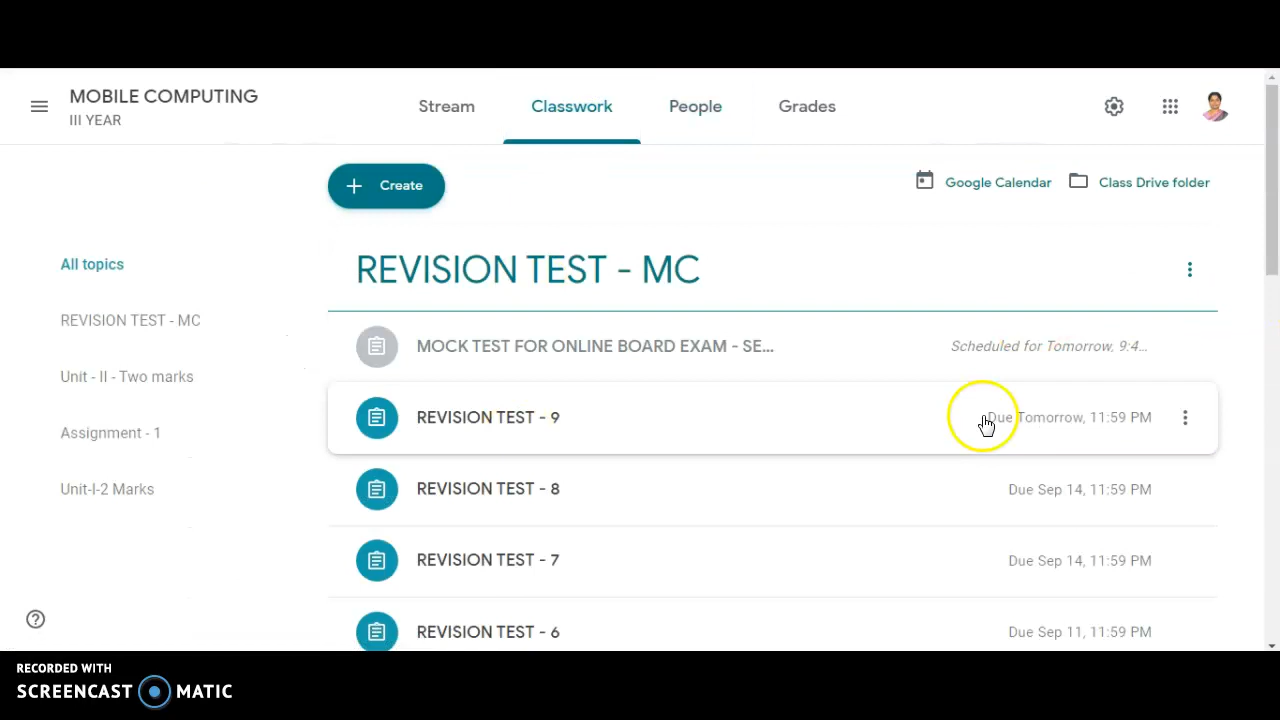 MOBILE COMPUTING
III YEAR
Stream
Classwork
People
Grades
Create
Google Calendar
Class Drive folder
All topics
REVISION TEST - MC
Unit - II - Two marks
Assignment - 1
Unit-I-2 Marks
REVISION TEST - MC
MOCK TEST FOR ONLINE BOARD EXAM - SE... Scheduled for Tomorrow, 9:4...
REVISION TEST - 9 Due Tomorrow, 11:59 PM
REVISION TEST - 8 Due Sep 14, 11:59 PM
REVISION TEST - 7 Due Sep 14, 11:59 PM
REVISION TEST - 6 Due Sep 11, 11:59 PM
RECORDED WITH
SCREENCAST MATIC